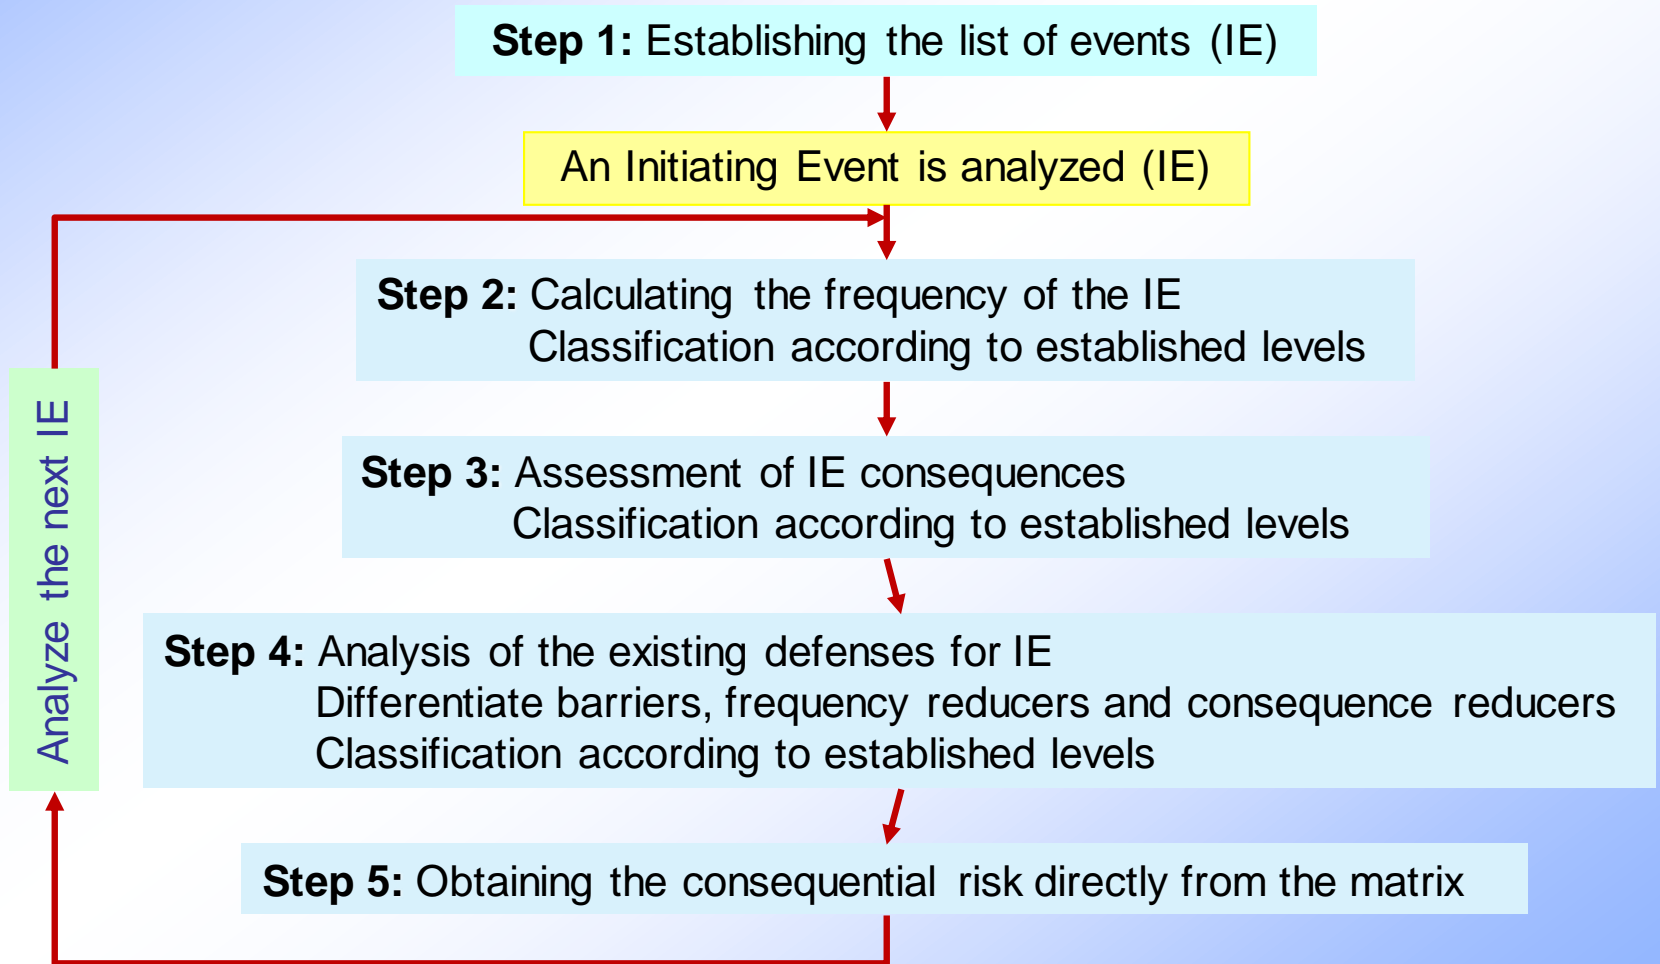 Step 1: Establishing the list of events (IE)
An Initiating Event is analyzed (IE)
Step 2: Calculating the frequency of the IE
Classification according to established levels
Step 3: Assessment of IE consequences
Classification according to established levels
Step 4: Analysis of the existing defenses for IE
Differentiate barriers, frequency reducers and consequence reducers
Classification according to established levels
Step 5: Obtaining the consequential risk directly from the matrix
Analyze the next IE